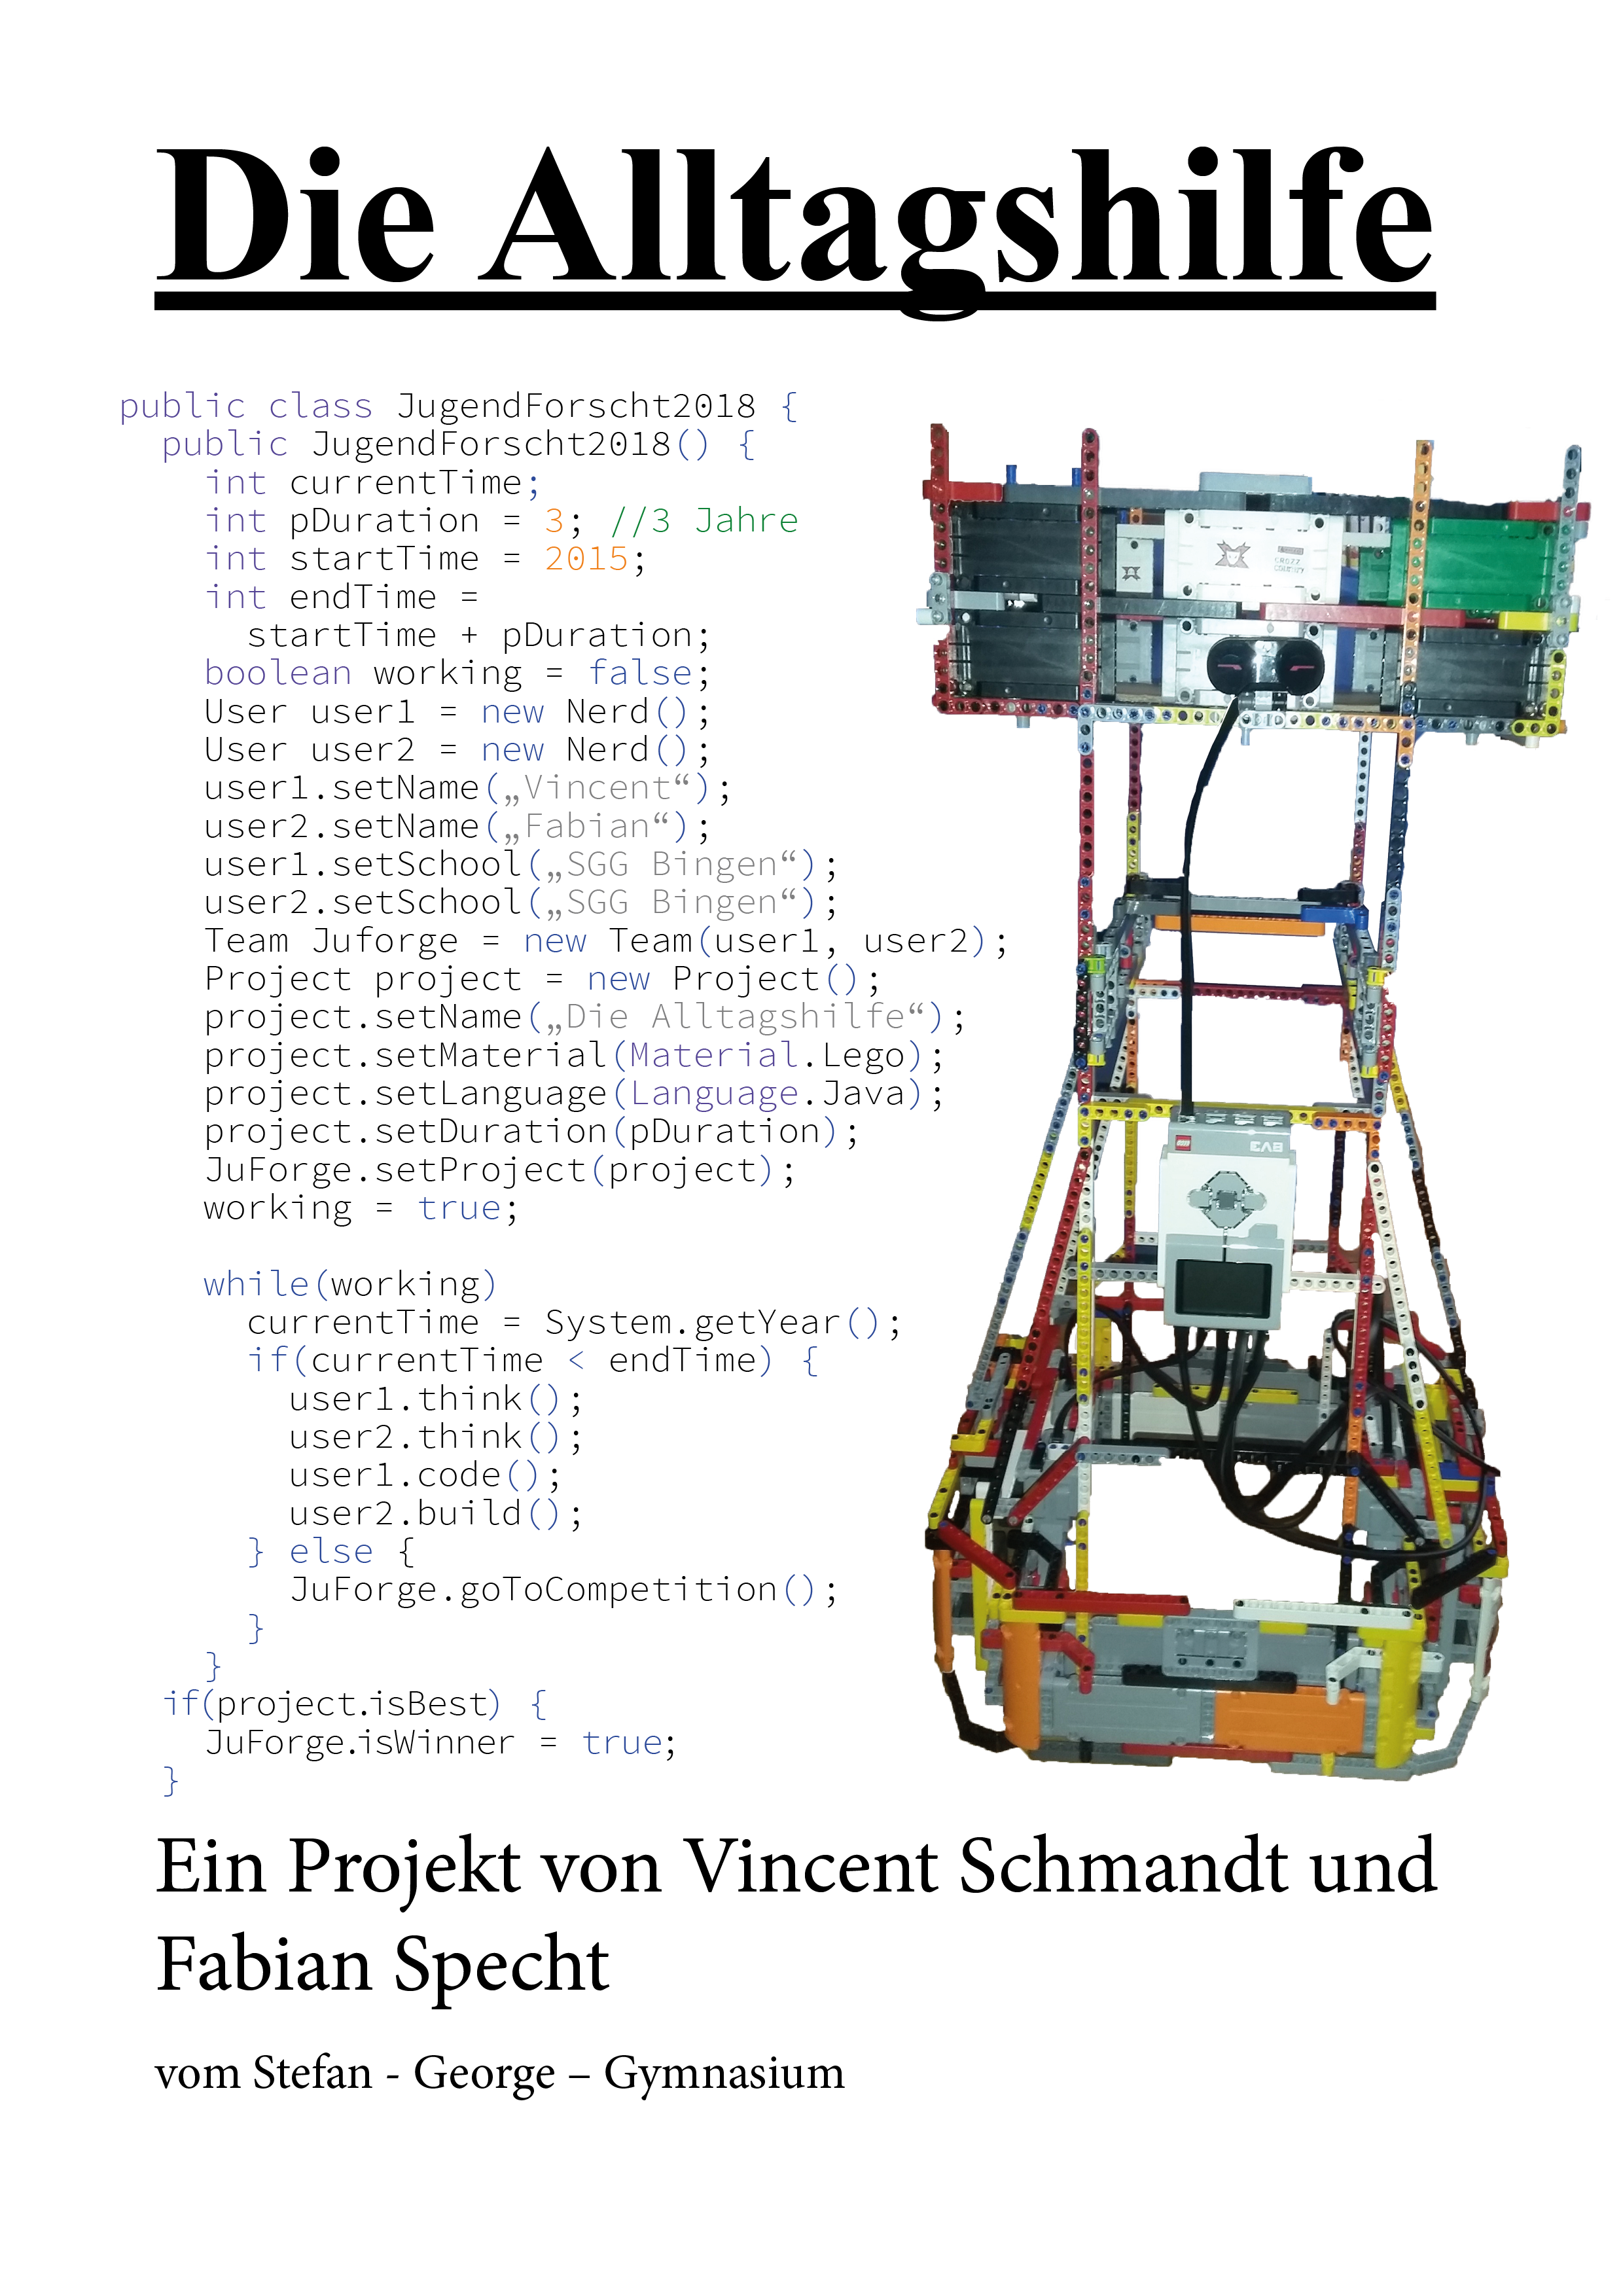 Die Alltagshilfe
public class JugendForscht2018 {
public JugendForscht2018() {
int currentTime;
int pDuration = 3; //3 Jahre
int startTime = 2015;
int endTime =
startTime + pDuration;
boolean working = false;
User user1 = new Nerd();
User user2 = new Nerd();
user1.setName(„Vincent“);
user2.setName(„Fabian“);
user1.setSchool(„SGG Bingen“);
user2.setSchool(„SGG Bingen“);
Team Juforge = new Team(user1, user2);
Project project = new Project();
project.setName(„Die Alltagshilfe“);
project.setMaterial(Material.Lego);
project.setLanguage(Language.Java);
project.setDuration(pDuration);
JuForge.setProject(project);
working = true;
while(working)
currentTime = System.getYear();
if(currentTime < endTime) {
user1.think();
user2.think();
user1.code();
user2.build();
} else {
JuForge.goToCompetition();
}
}
if(project.isBest) {
JuForge.isWinner = true;
}
EV3
Ein Projekt von Vincent Schmandt und
Fabian Specht
vom Stefan - George – Gymnasium